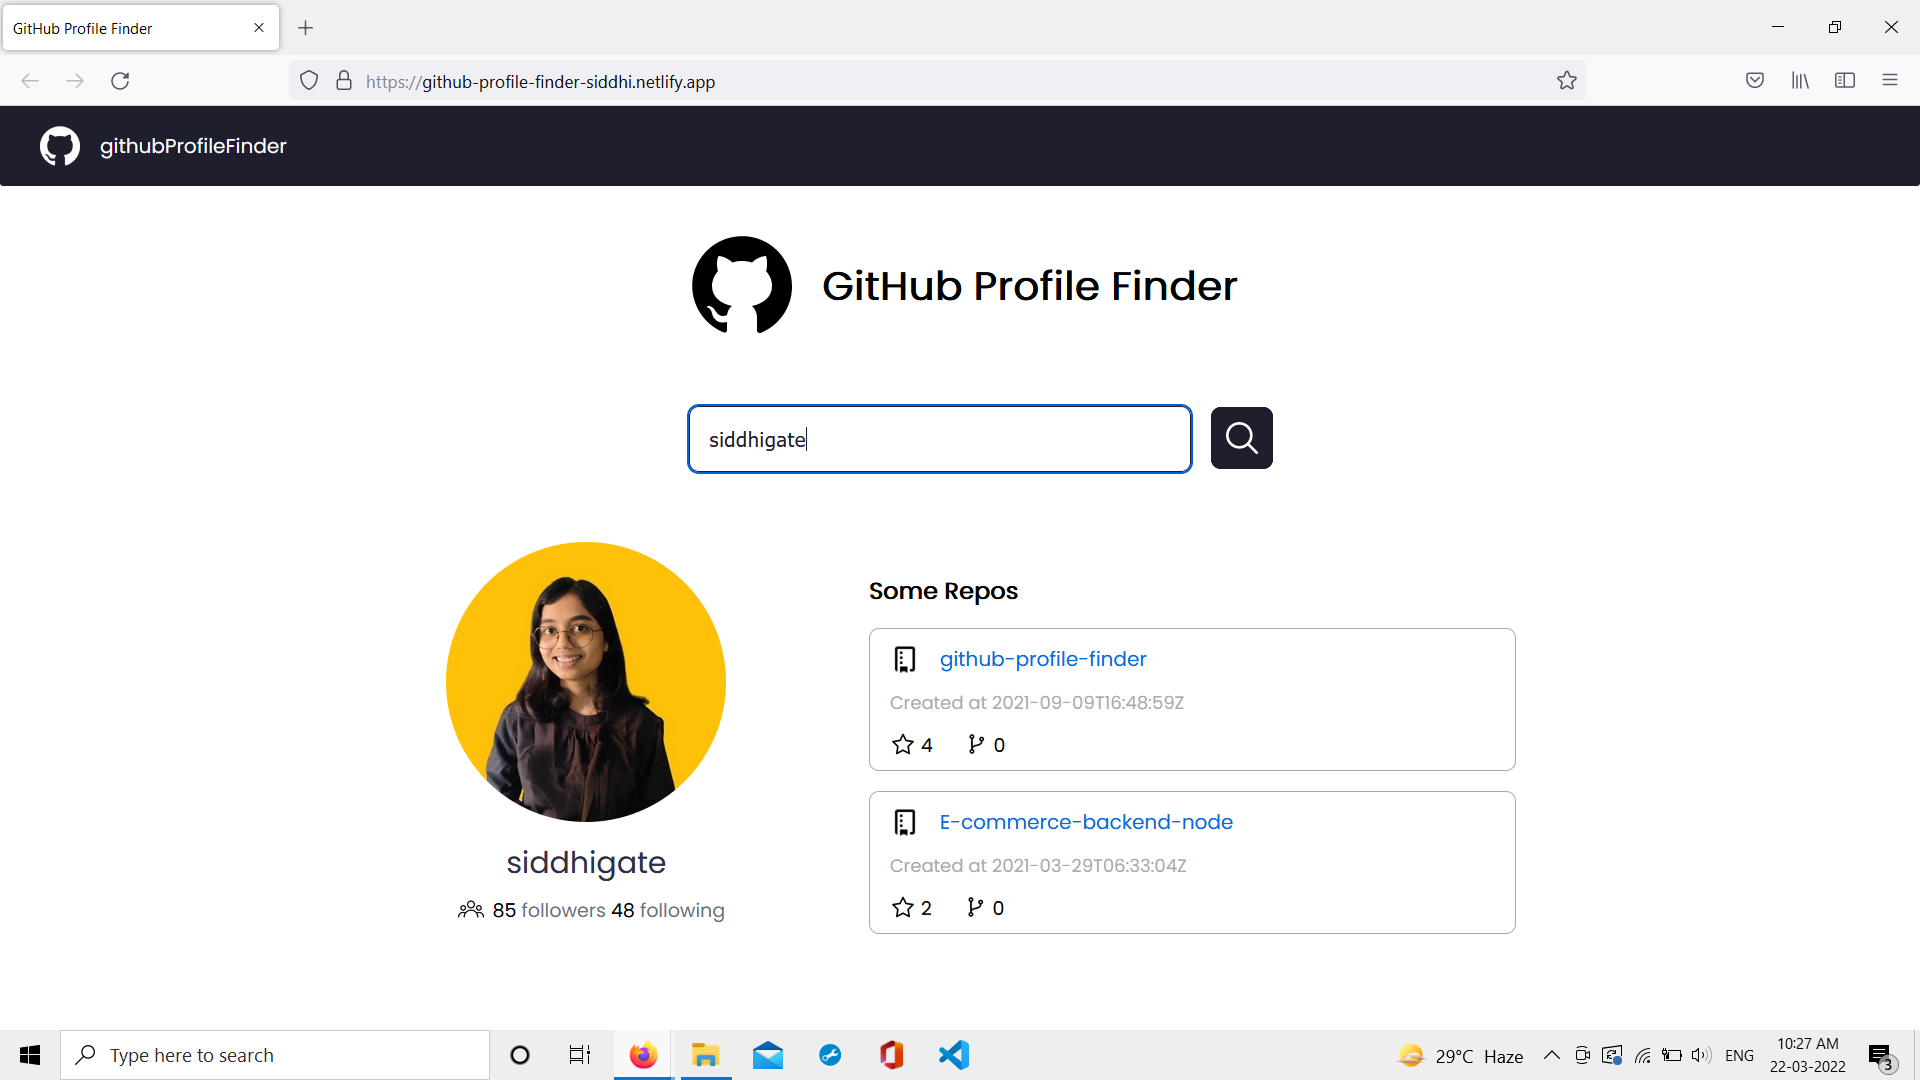 GitHub Profile Finder
https://github-profile-finder-siddhi.netlify.app
githubProfileFinder
GitHub Profile Finder
siddhigate
siddhigate
85 followers 48 following
Some Repos
github-profile-finder
Created at 2021-09-09T16:48:59Z
4 0
E-commerce-backend-node
Created at 2021-03-29T06:33:04Z
2 0
Type here to search
29°C Haze
ENG
10:27 AM
22-03-2022
3